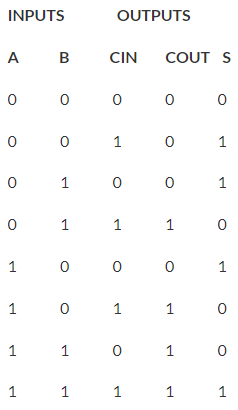 INPUTS OUTPUTS
A B CIN COUT S
0 0 0 0 0
0 0 1 0 1
0 1 0 0 1
0 1 1 1 0
1 0 0 0 1
1 0 1 1 0
1 1 0 1 0
1 1 1 1 1